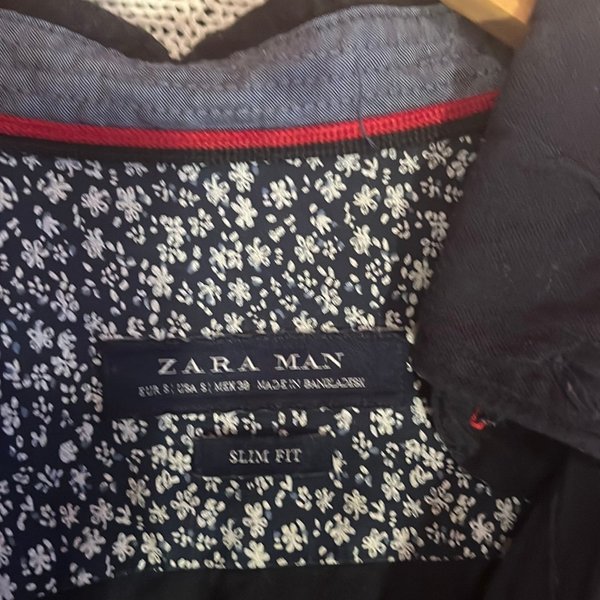 ZARA MAN
EUR S | USA S | MEX 38 MADE IN BANGLADESH
SLIM FIT